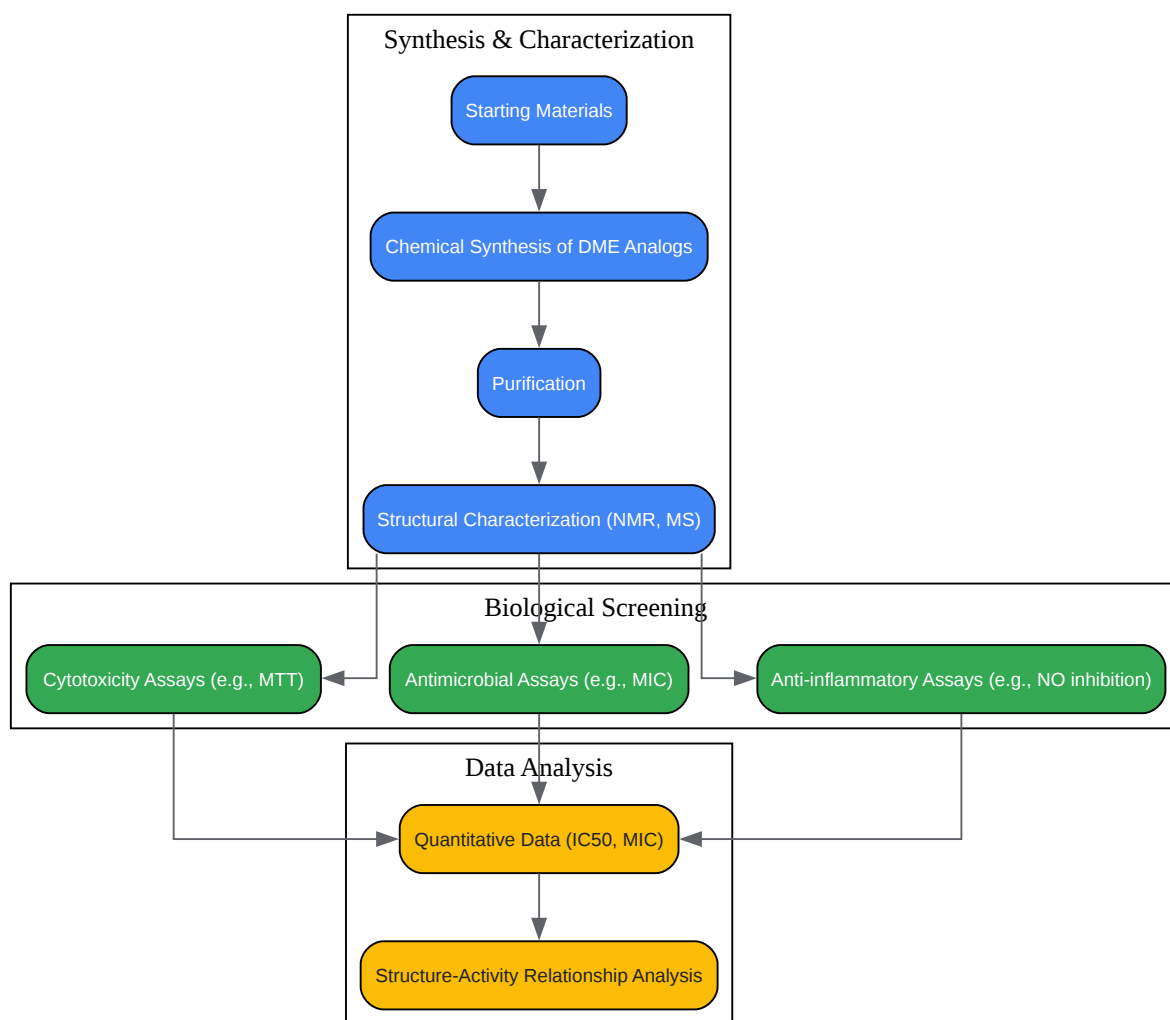 Synthesis & Characterization
Starting Materials
Chemical Synthesis of DME Analogs
Purification
Structural Characterization (NMR, MS)
Biological Screening
Cytotoxicity Assays (e.g., MTT)
Antimicrobial Assays (e.g., MIC)
Anti-inflammatory Assays (e.g., NO inhibition)
Data Analysis
Quantitative Data (IC50, MIC)
Structure-Activity Relationship Analysis